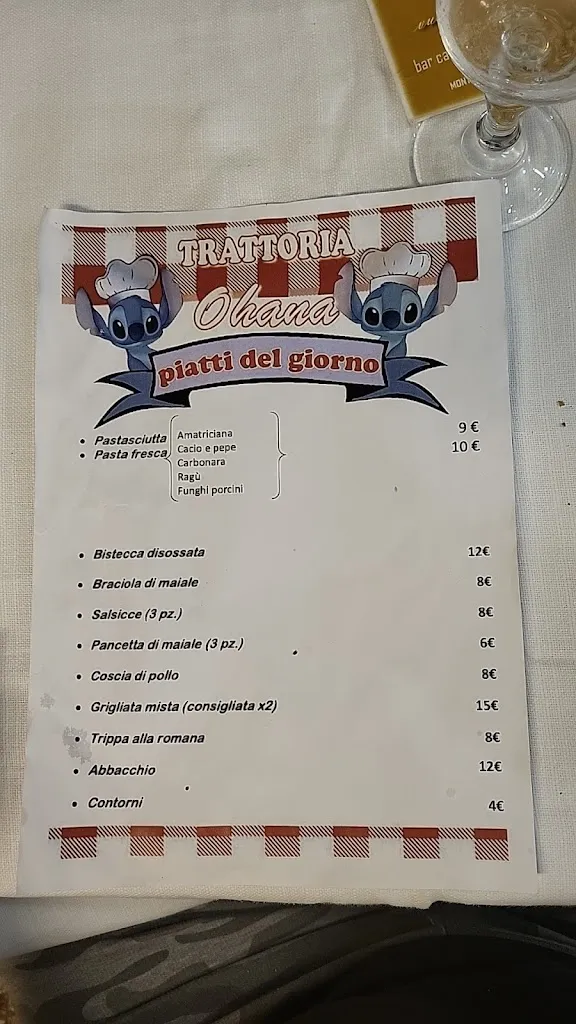 bar ca
MON
TRATTORIA
Ohana
piatti del giorno
• Pastasciutta Amatriciana 9 €
• Pasta fresca Cacio e pepe 10 €
Carbonara
Ragù
Funghi porcini
• Bistecca disossata 12€
• Braciola di maiale 8€
• Salsicce (3 pz.) 8€
• Pancetta di maiale (3 pz.) 6€
• Coscia di pollo 8€
• Grigliata mista (consigliata x2) 15€
• Trippa alla romana 8€
• Abbacchio 12€
• Contorni 4€